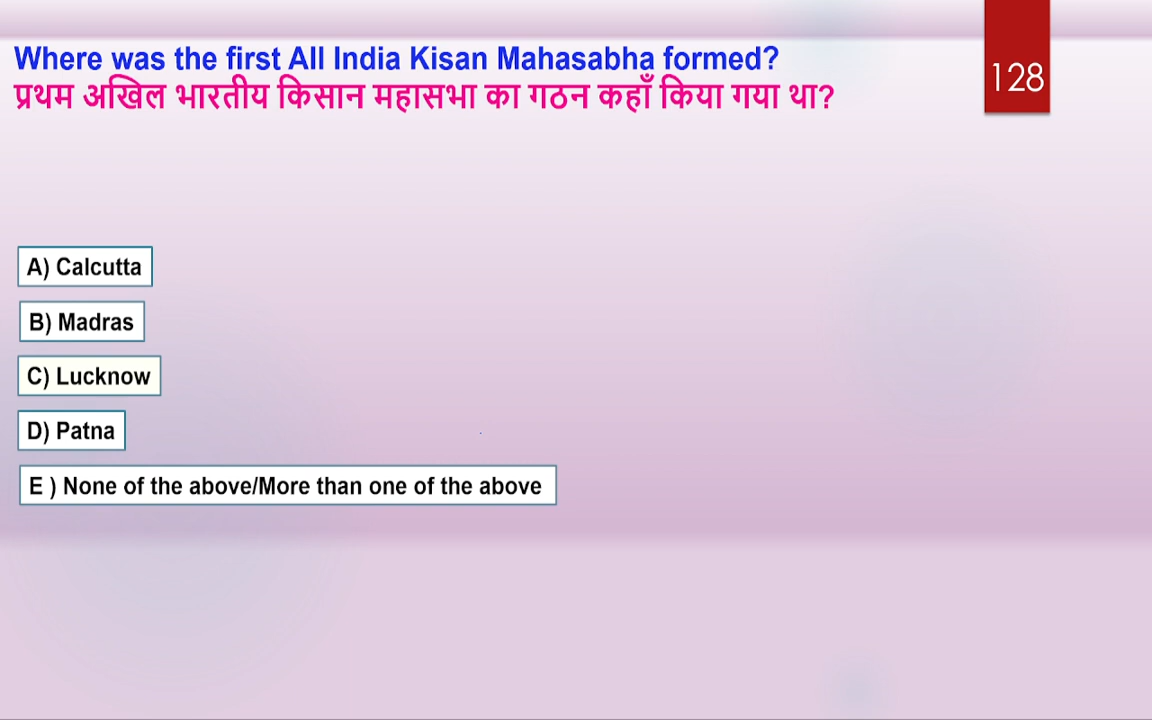 Where was the first All India Kisan Mahasabha formed?
प्रथम अखिल भारतीय किसान महासभा का गठन कहाँ किया गया था?
128
A) Calcutta
B) Madras
C) Lucknow
D) Patna
E ) None of the above/More than one of the above